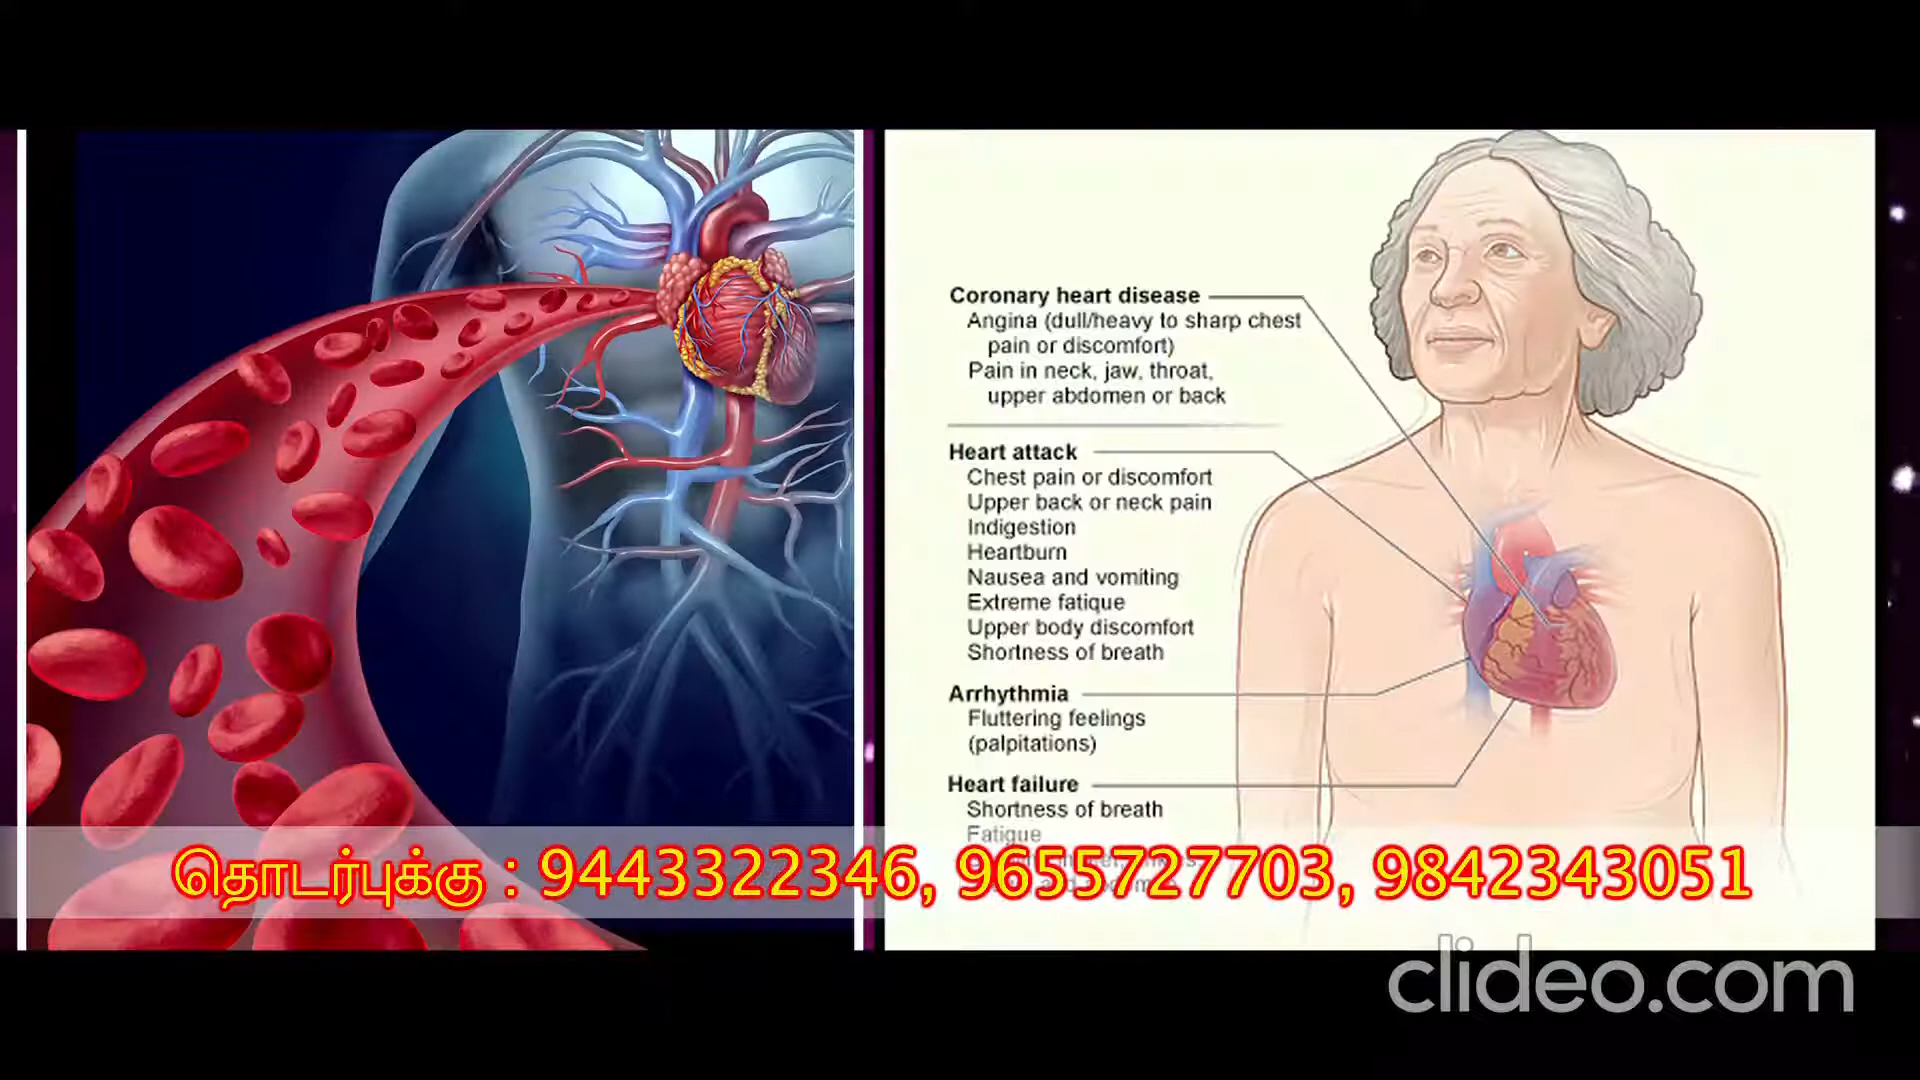 Coronary heart disease
Angina (dull/heavy to sharp chest
pain or discomfort)
Pain in neck, jaw, throat,
upper abdomen or back
Heart attack
Chest pain or discomfort
Upper back or neck pain
Indigestion
Heartburn
Nausea and vomiting
Extreme fatique
Upper body discomfort
Shortness of breath
Arrhythmia
Fluttering feelings
(palpitations)
Heart failure
Shortness of breath
Fatigue
தொடர்புக்கு : 9443322346, 9655727703, 9842343051
clideo.com